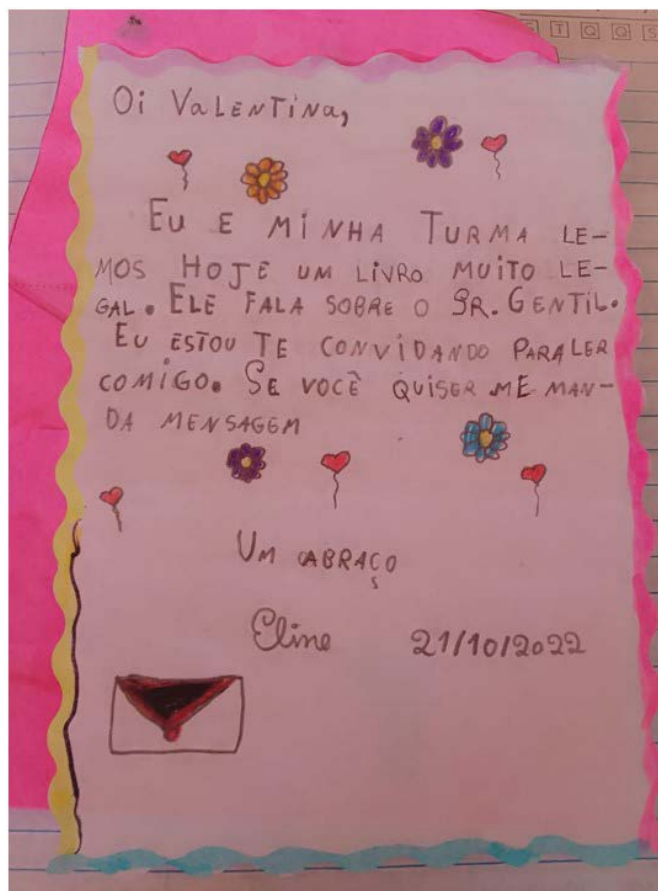 T Q Q S
Oi Valentina,
Eu e minha turma le-
mos hoje um livro muito le-
gal. Ele fala sobre o Sr. Gentil.
Eu estou te convidando para ler
comigo. Se você quiser me man-
da mensagem
Um abraço
Eline 21/10/2022